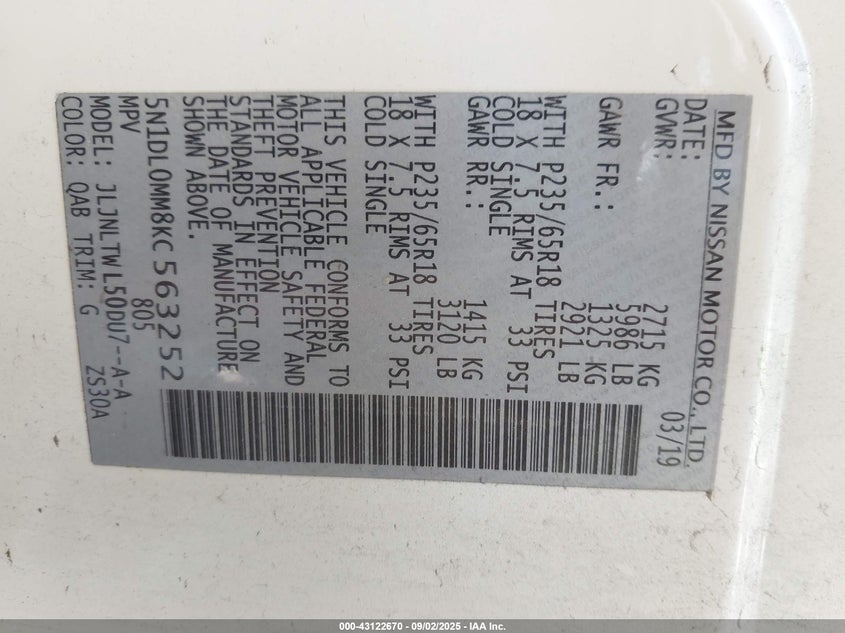 MFD BY NISSAN MOTOR CO., LTD.
DATE: 03/19
GVWR: 2715 KG
5986 LB
GAWR FR.: 1325 KG
2921 LB
WITH P235/65R18 TIRES
18 X 7.5 RIMS AT 33 PSI
COLD SINGLE
GAWR RR.: 1415 KG
3120 LB
WITH P235/65R18 TIRES
18 X 7.5 RIMS AT 33 PSI
COLD SINGLE
THIS VEHICLE CONFORMS TO
ALL APPLICABLE FEDERAL
MOTOR VEHICLE SAFETY AND
THEFT PREVENTION
STANDARDS IN EFFECT ON
THE DATE OF MANUFACTURE
SHOWN ABOVE.
5N1DL0MM8KC563252
MPV 805
MODEL: JLJNLTWL50DU7--A-A
COLOR: QAB TRIM: G ZS30A
000-43122670 - 09/02/2025 - IAA Inc.